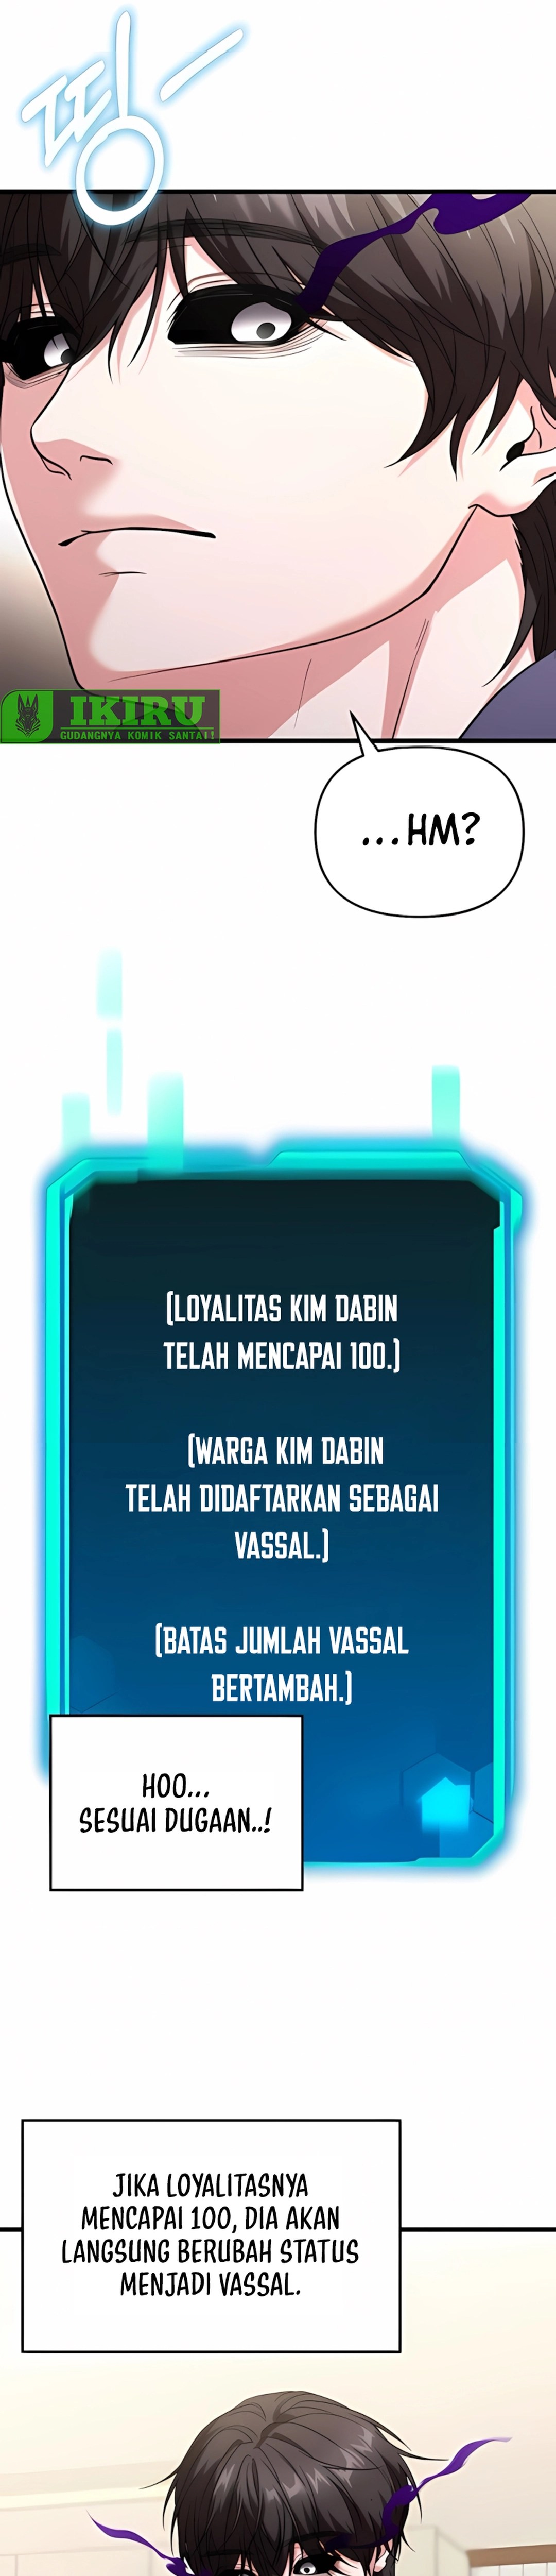 띵
IKIRU
GUDANGNYA KOMIK SANTAI!
...HM?
(LOYALITAS KIM DABIN
TELAH MENCAPAI 100.)
(WARGA KIM DABIN
TELAH DIDAFTARKAN SEBAGAI
VASSAL.)
(BATAS JUMLAH VASSAL
BERTAMBAH.)
HOO...
SESUAI DUGAAN..!
JIKA LOYALITASNYA
MENCAPAI 100, DIA AKAN
LANGSUNG BERUBAH STATUS
MENJADI VASSAL.